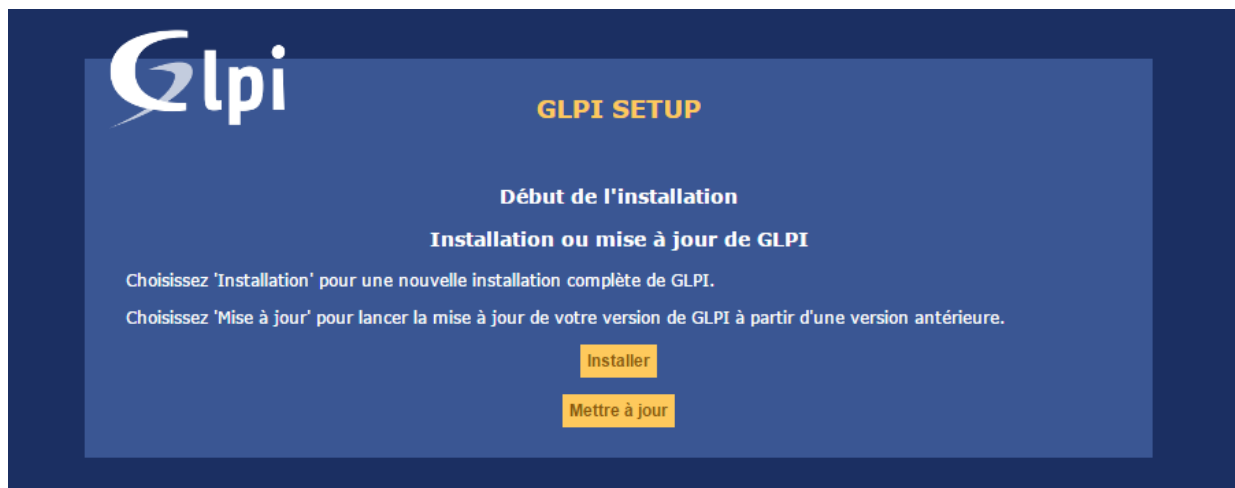 Glpi
GLPI SETUP
Début de l'installation
Installation ou mise à jour de GLPI
Choisissez 'Installation' pour une nouvelle installation complète de GLPI.
Choisissez 'Mise à jour' pour lancer la mise à jour de votre version de GLPI à partir d'une version antérieure.
Installer
Mettre à jour